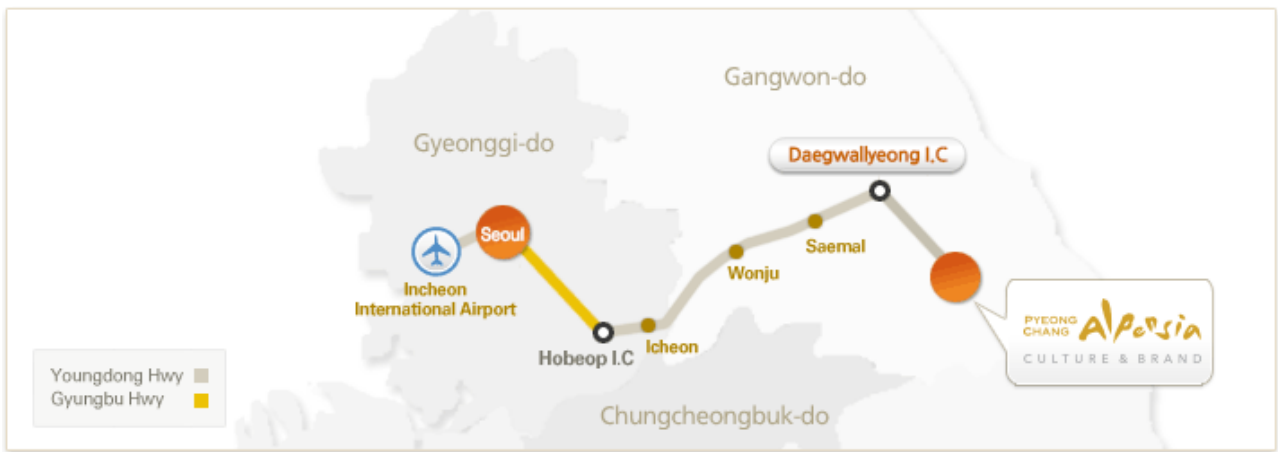 Gangwon-do
Gyeonggi-do
Daegwallyeong I.C
Seoul
Saemal
Wonju
Incheon
International Airport
Icheon
Hobeop I.C
PYEONG
CHANG
Alpensia
CULTURE & BRAND
Youngdong Hwy
Gyungbu Hwy
Chungcheongbuk-do